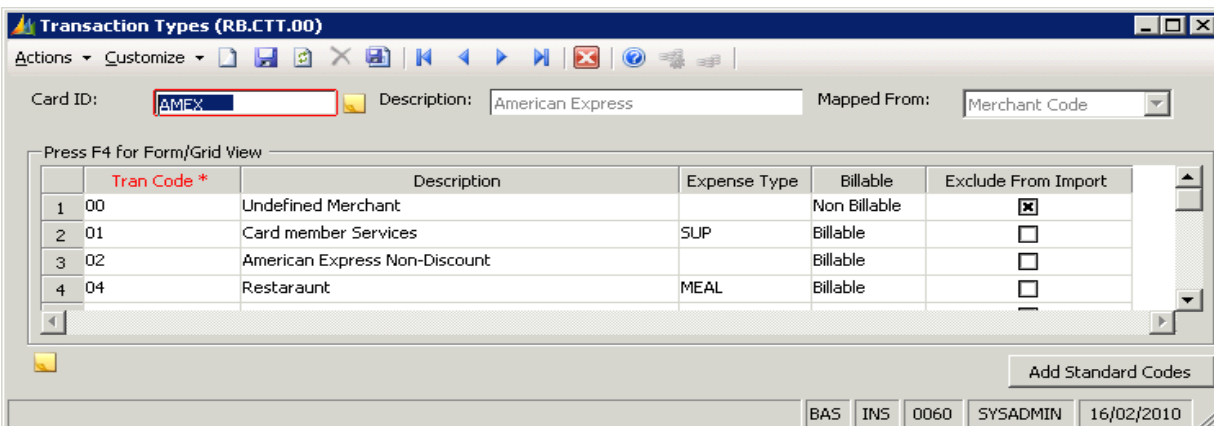 Transaction Types (RB.CTT.00)
Actions Customize
Card ID: AMEX Description: American Express Mapped From: Merchant Code
Press F4 for Form/Grid View
Tran Code * Description Expense Type Billable Exclude From Import
1 00 Undefined Merchant Non Billable
2 01 Card member Services SUP Billable
3 02 American Express Non-Discount Billable
4 04 Restaraunt MEAL Billable
Add Standard Codes
BAS INS 0060 SYSADMIN 16/02/2010